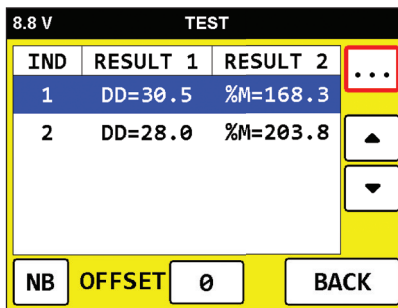 8.8 V TEST
IND RESULT 1 RESULT 2
...
1 DD=30.5 %M=168.3
2 DD=28.0 %M=203.8
NB OFFSET 0 BACK